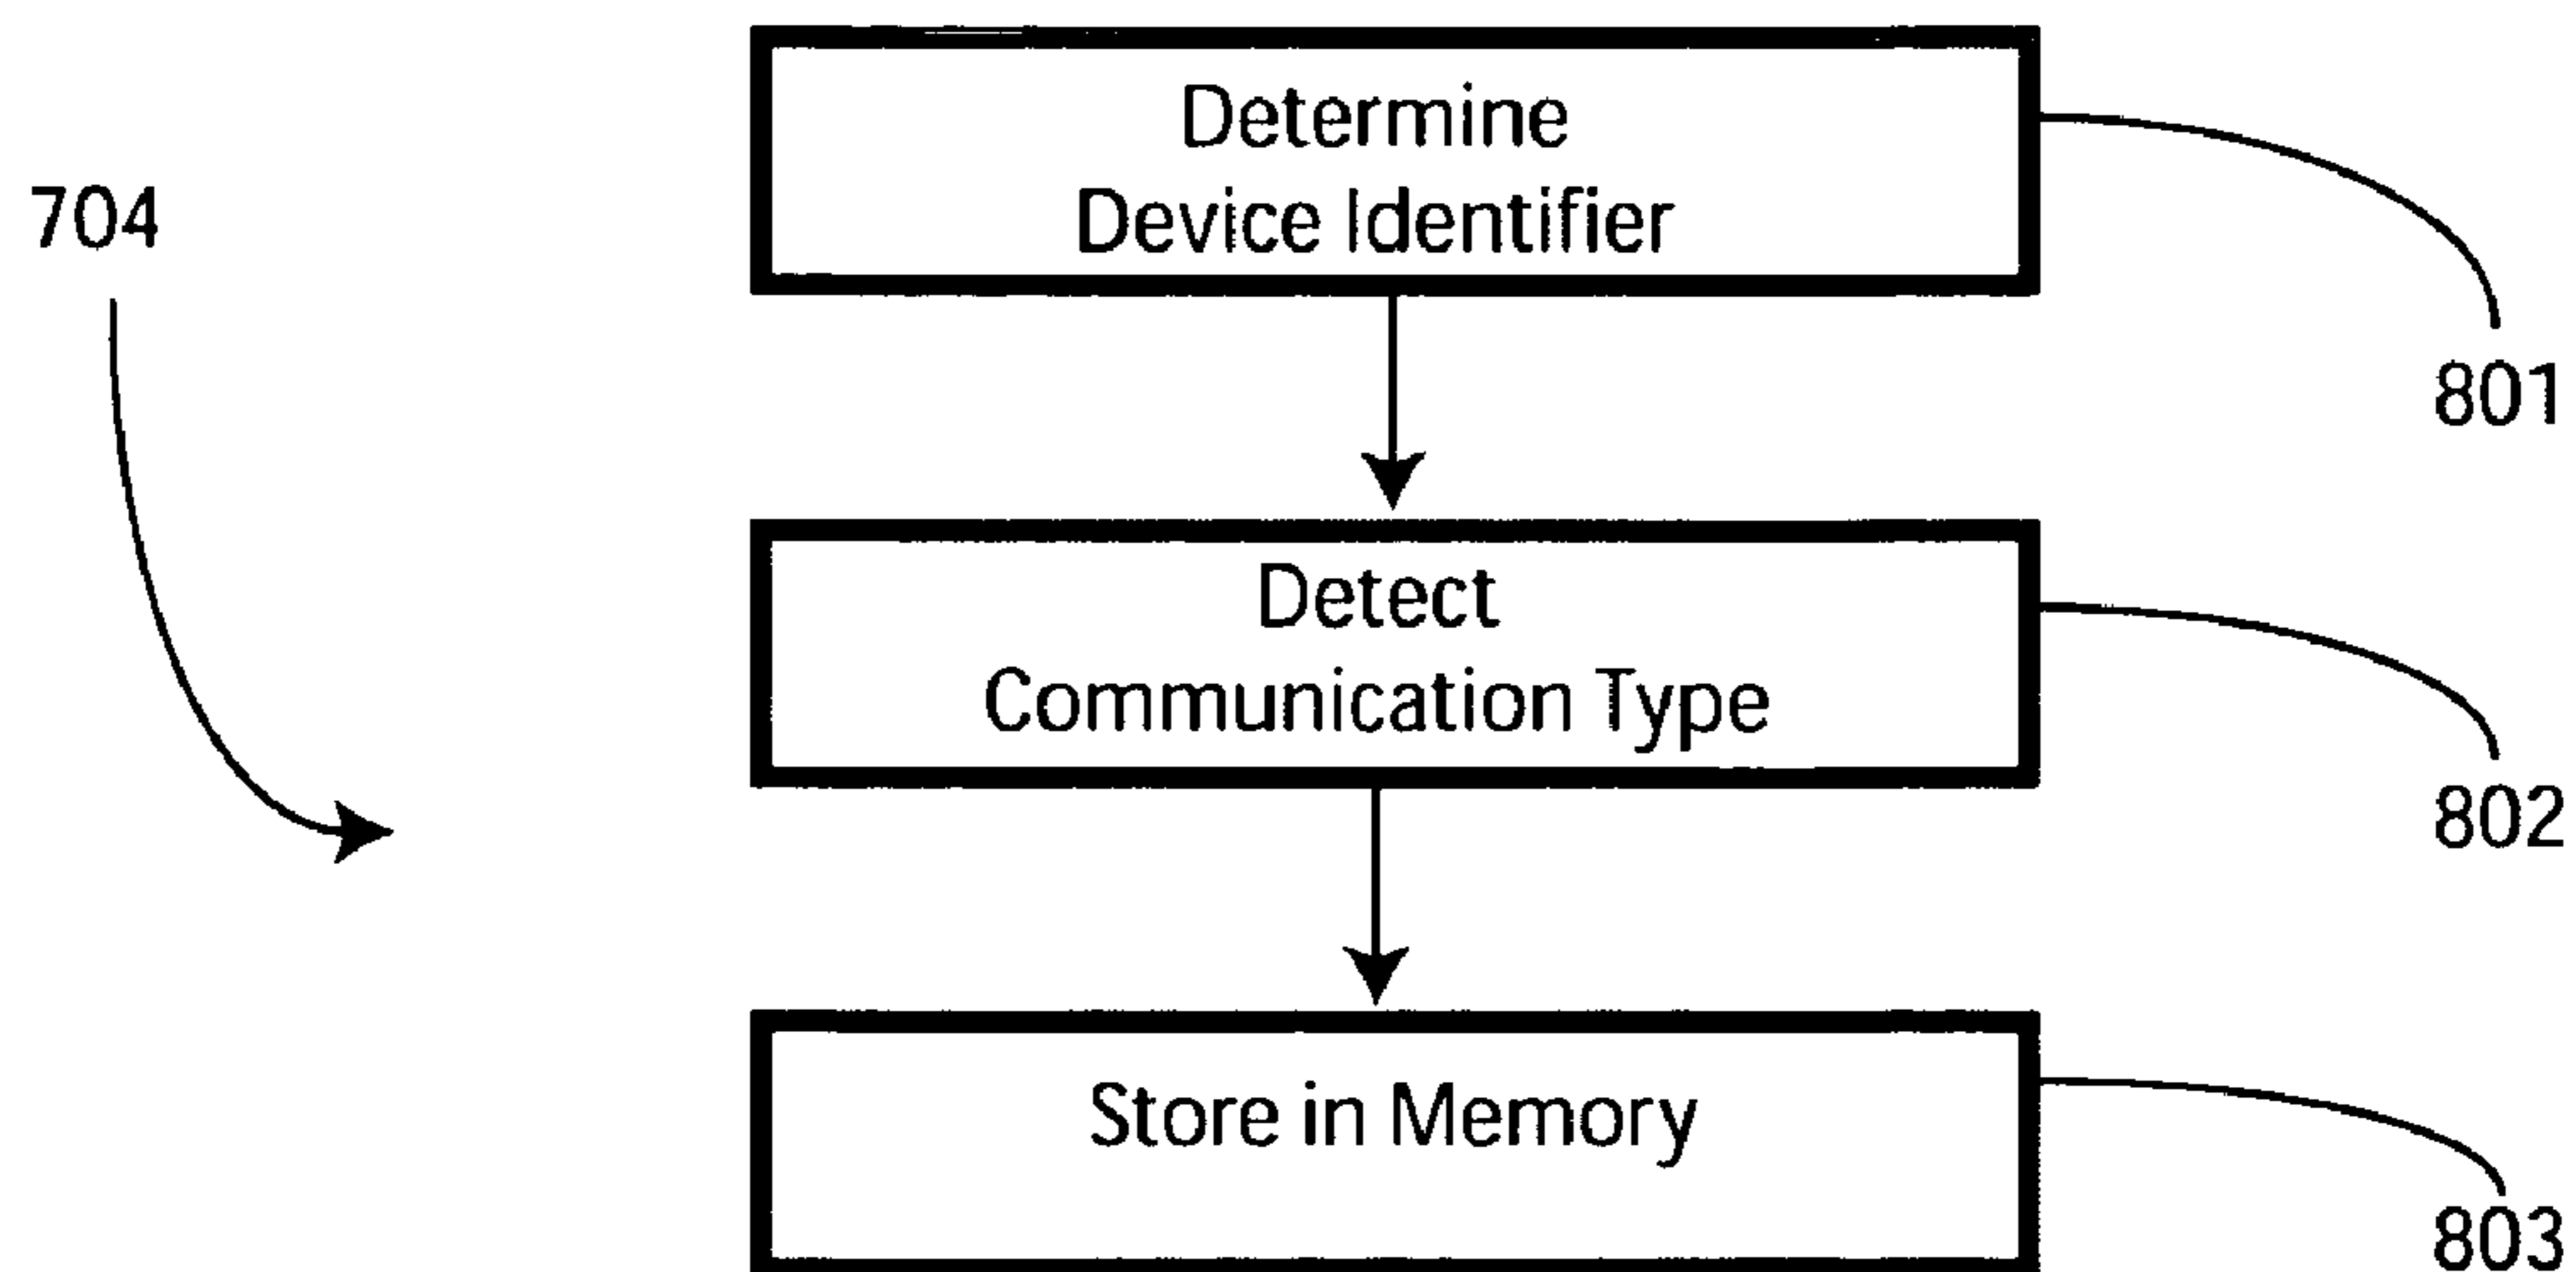 Determine
Device Identifier
704
801
Detect
Communication Type
802
Store in Memory
803